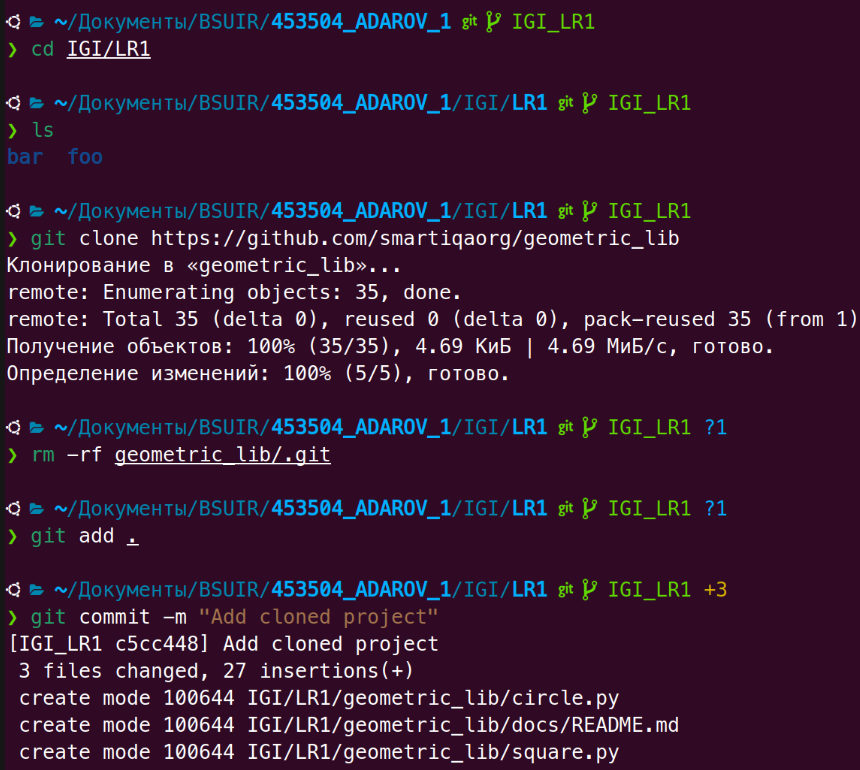 ~/Документы/BSUIR/453504_ADAROV_1 git IGI_LR1
❯ cd IGI/LR1
~/Документы/BSUIR/453504_ADAROV_1/IGI/LR1 git IGI_LR1
❯ ls
bar  foo
~/Документы/BSUIR/453504_ADAROV_1/IGI/LR1 git IGI_LR1
❯ git clone https://github.com/smartiqaorg/geometric_lib
Клонирование в «geometric_lib»...
remote: Enumerating objects: 35, done.
remote: Total 35 (delta 0), reused 0 (delta 0), pack-reused 35 (from 1)
Получение объектов: 100% (35/35), 4.69 КиБ | 4.69 МиБ/с, готово.
Определение изменений: 100% (5/5), готово.
~/Документы/BSUIR/453504_ADAROV_1/IGI/LR1 git IGI_LR1 ?1
❯ rm -rf geometric_lib/.git
~/Документы/BSUIR/453504_ADAROV_1/IGI/LR1 git IGI_LR1 ?1
❯ git add .
~/Документы/BSUIR/453504_ADAROV_1/IGI/LR1 git IGI_LR1 +3
❯ git commit -m "Add cloned project"
[IGI_LR1 c5cc448] Add cloned project
 3 files changed, 27 insertions(+)
 create mode 100644 IGI/LR1/geometric_lib/circle.py
 create mode 100644 IGI/LR1/geometric_lib/docs/README.md
 create mode 100644 IGI/LR1/geometric_lib/square.py